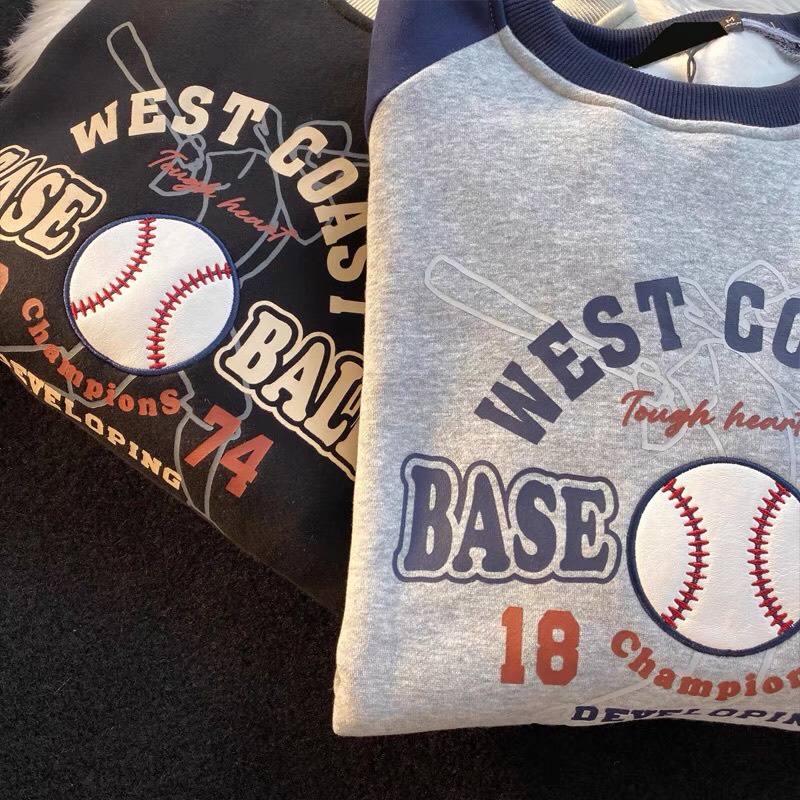 WEST COAST
Tough heart
BASE
BALL
Champions
DEVELOPING
74
M
WEST CO
Tough heart
BASE
18
Champion
DEVELOPIN